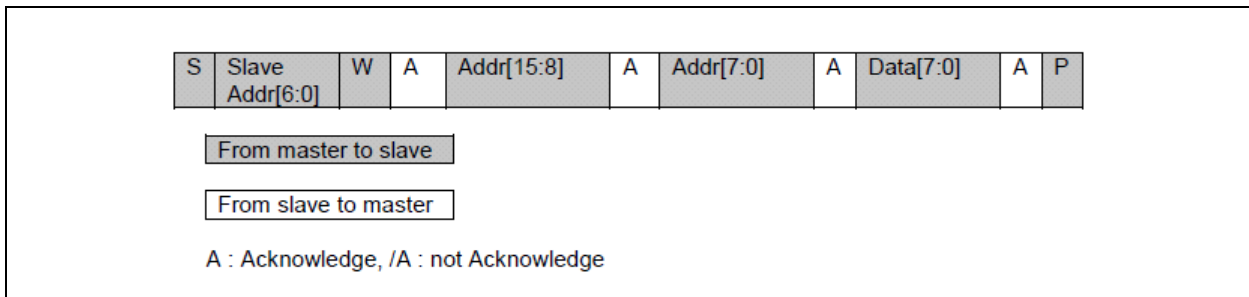 S Slave W A Addr[15:8] A Addr[7:0] A Data[7:0] A P
Addr[6:0]
From master to slave
From slave to master
A : Acknowledge, /A : not Acknowledge